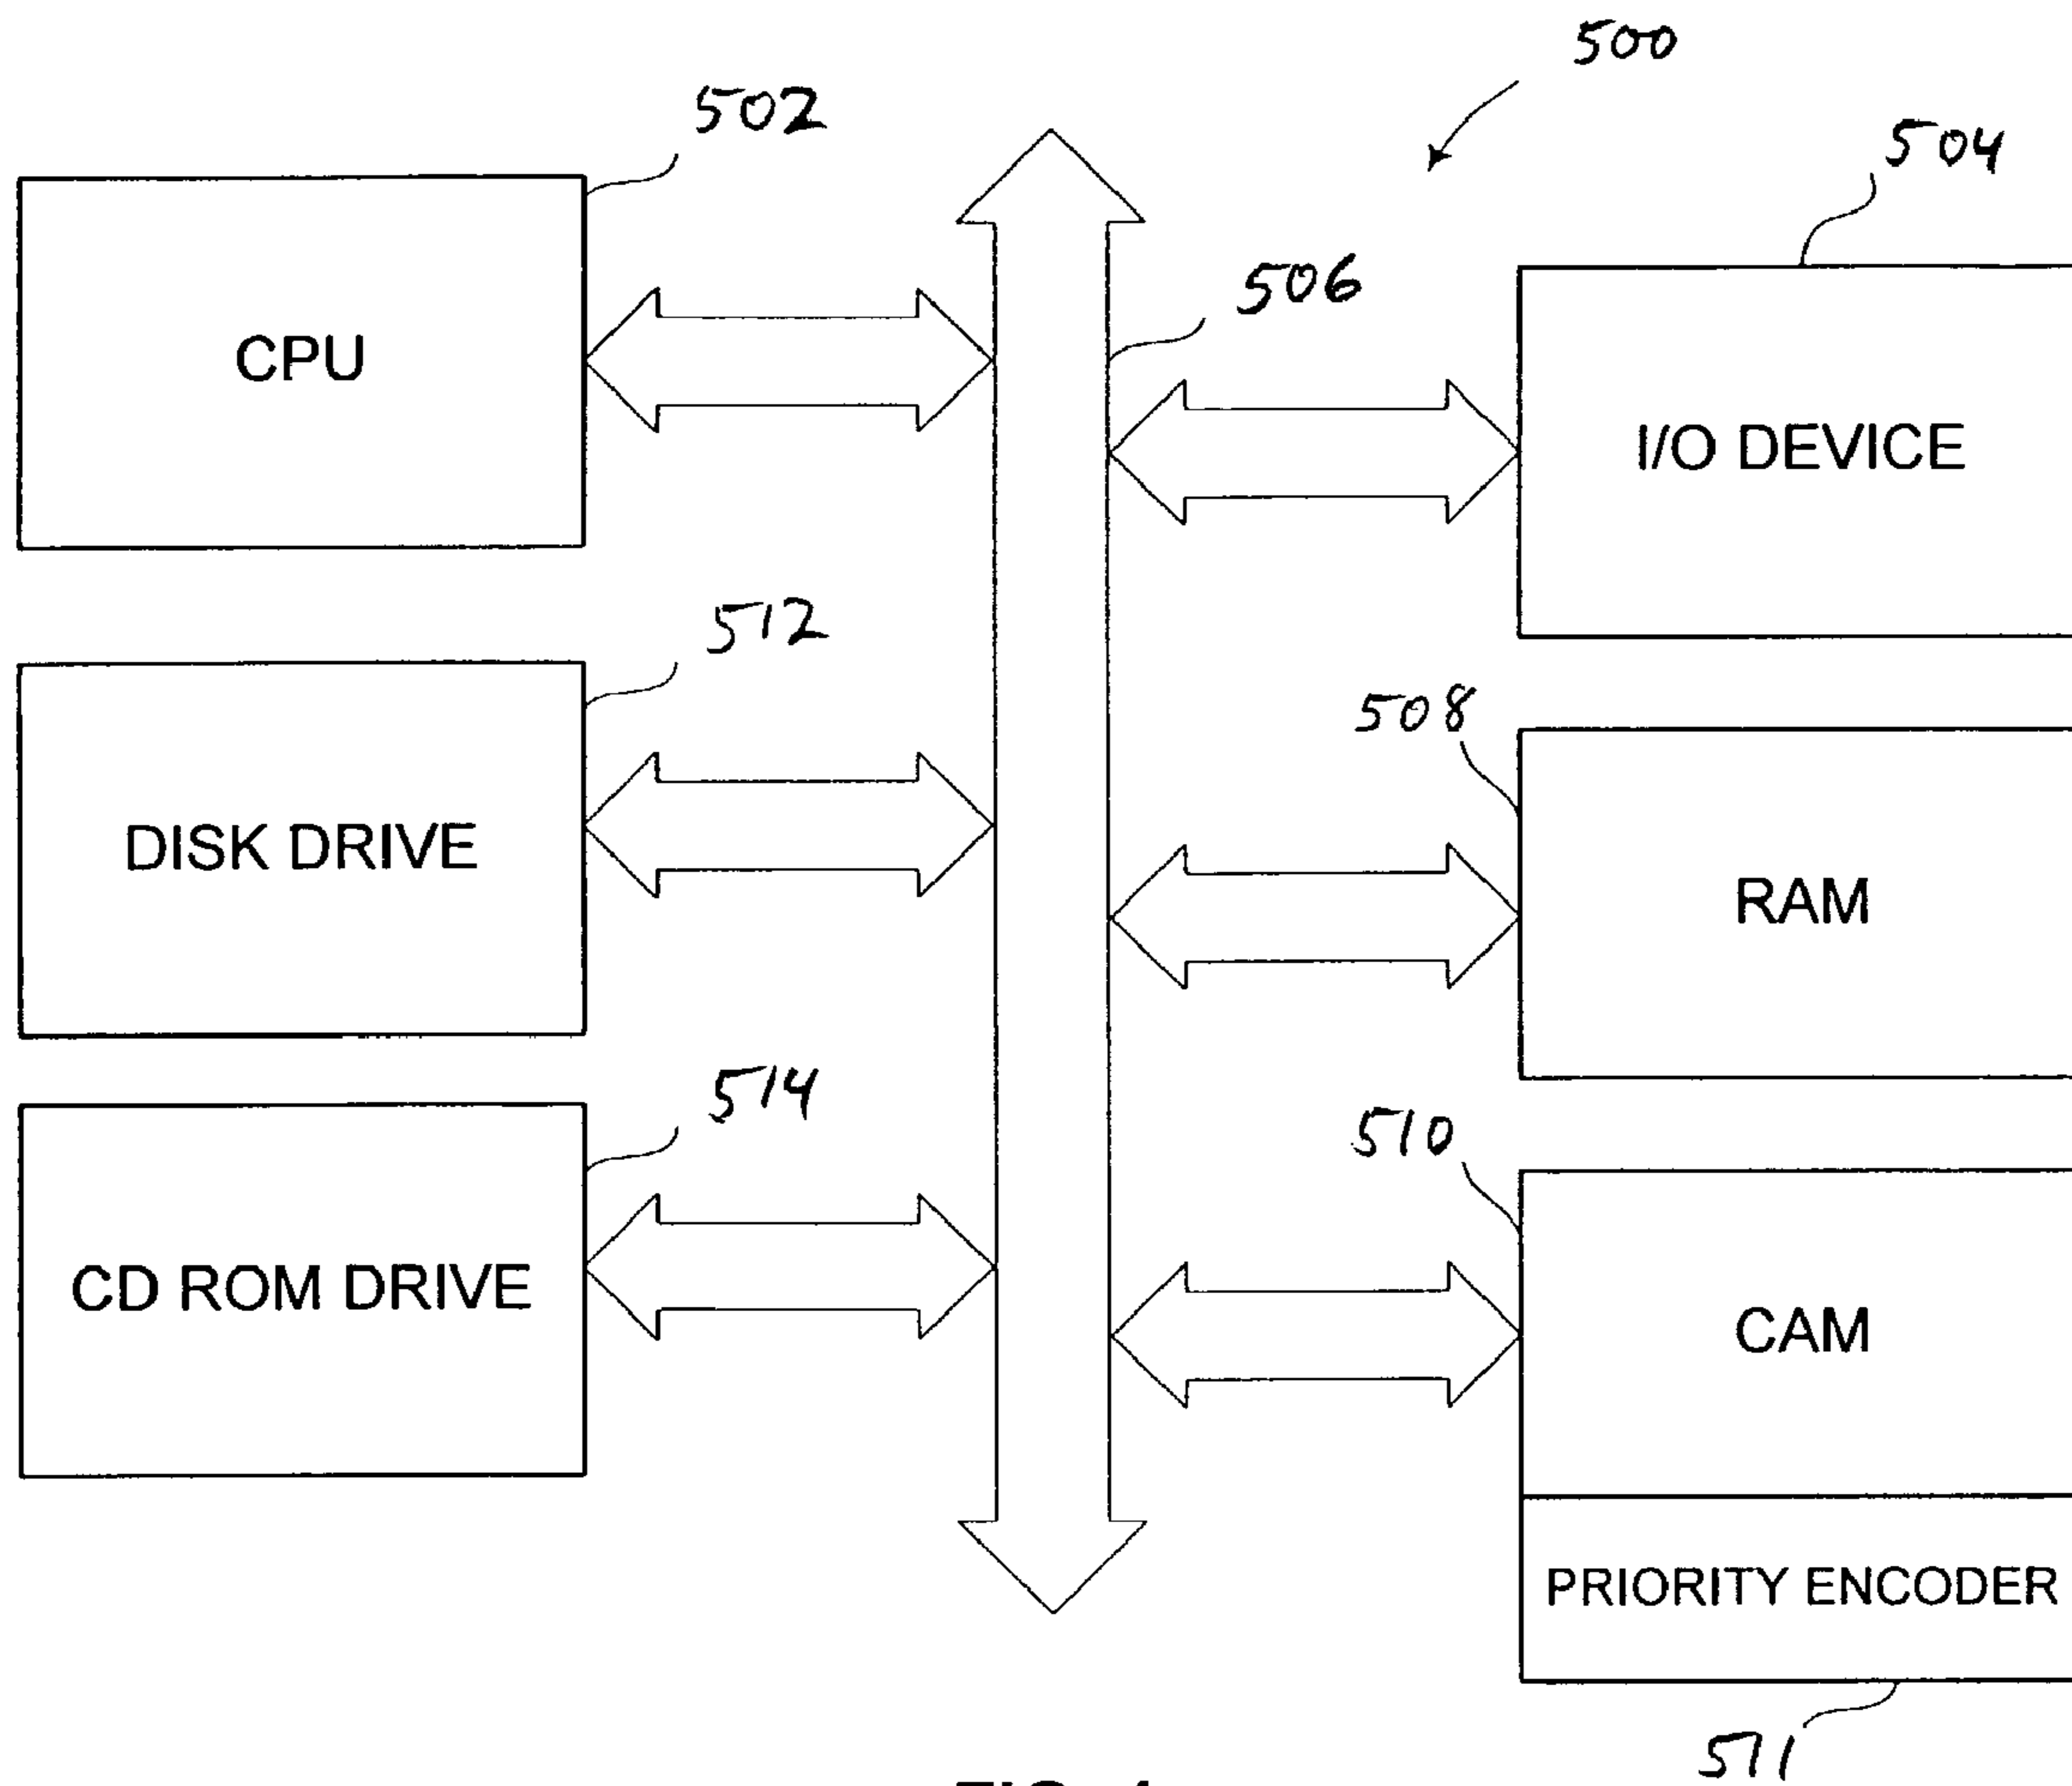 500
502
504
506
CPU
I/O DEVICE
512
508
DISK DRIVE
RAM
514
510
CD ROM DRIVE
CAM
PRIORITY ENCODER
511